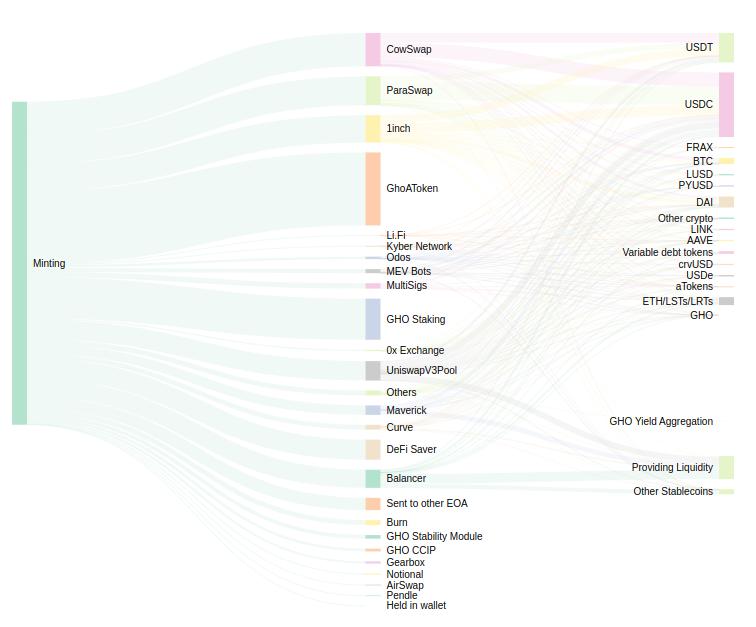 Minting
CowSwap
ParaSwap
1inch
GhoAToken
Li.Fi
Kyber Network
Odos
MEV Bots
MultiSigs
GHO Staking
0x Exchange
UniswapV3Pool
Others
Maverick
Curve
DeFi Saver
Balancer
Sent to other EOA
Burn
GHO Stability Module
GHO CCIP
Gearbox
Notional
AirSwap
Pendle
Held in wallet
USDT
USDC
FRAX
BTC
LUSD
PYUSD
DAI
Other crypto
LINK
AAVE
Variable debt tokens
crvUSD
USDe
aTokens
ETH/LSTs/LRTs
GHO
GHO Yield Aggregation
Providing Liquidity
Other Stablecoins